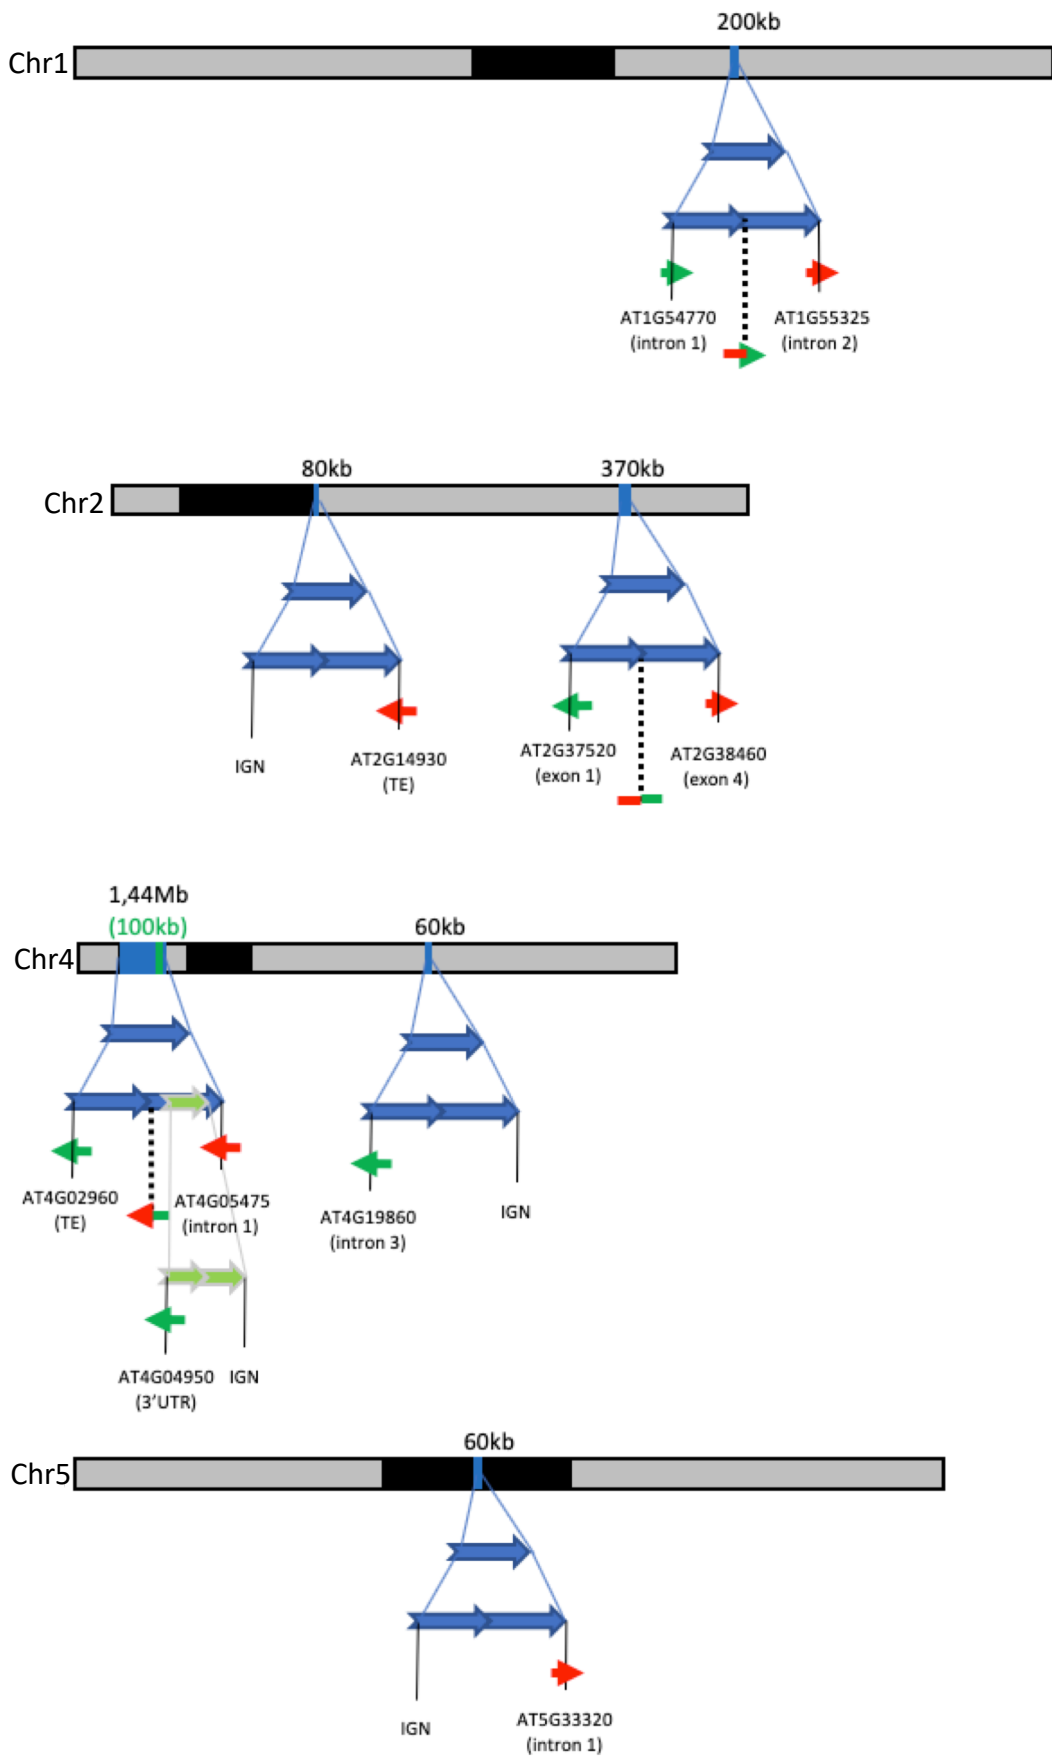 200kb
Chr1
AT1G54770
(intron 1)
AT1G55325
(intron 2)
80kb
370kb
Chr2
IGN
AT2G14930
(TE)
AT2G37520
(exon 1)
AT2G38460
(exon 4)
1,44Mb
(100kb)
60kb
Chr4
AT4G02960
(TE)
AT4G05475
(intron 1)
AT4G19860
(intron 3)
IGN
AT4G04950
(3'UTR)
IGN
60kb
Chr5
IGN
AT5G33320
(intron 1)